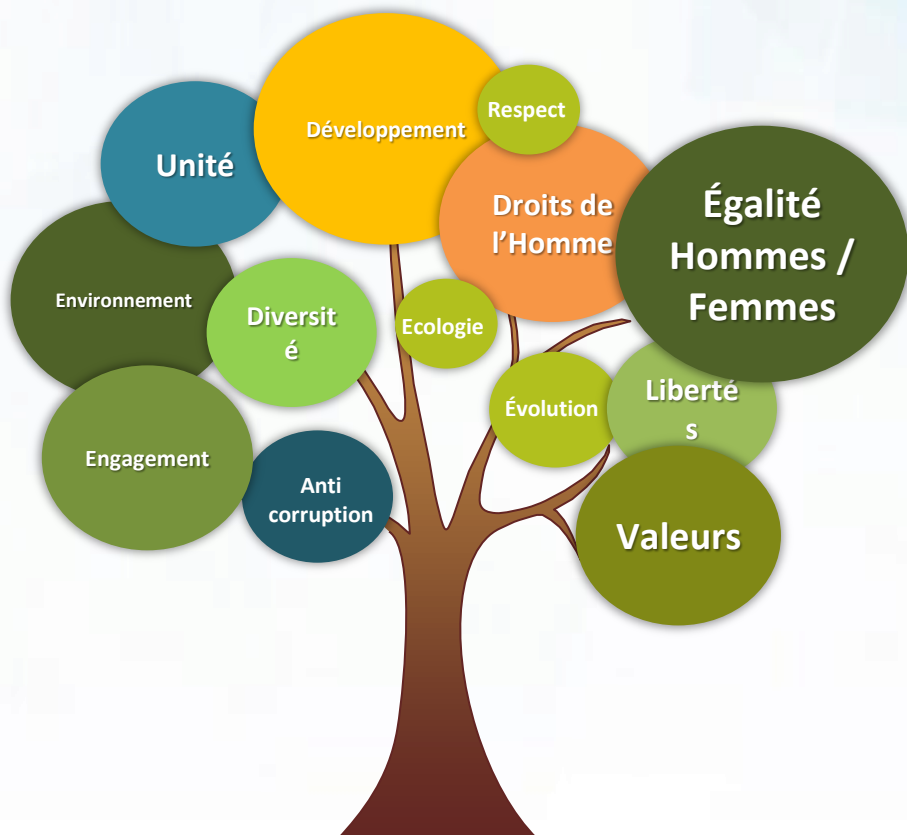 Respect
Développement
Unité
Droits de
l'Homme
Égalité
Hommes /
Femmes
Environnement
Diversit
é
Ecologie
Évolution
Liberté
s
Engagement
Anti
corruption
Valeurs